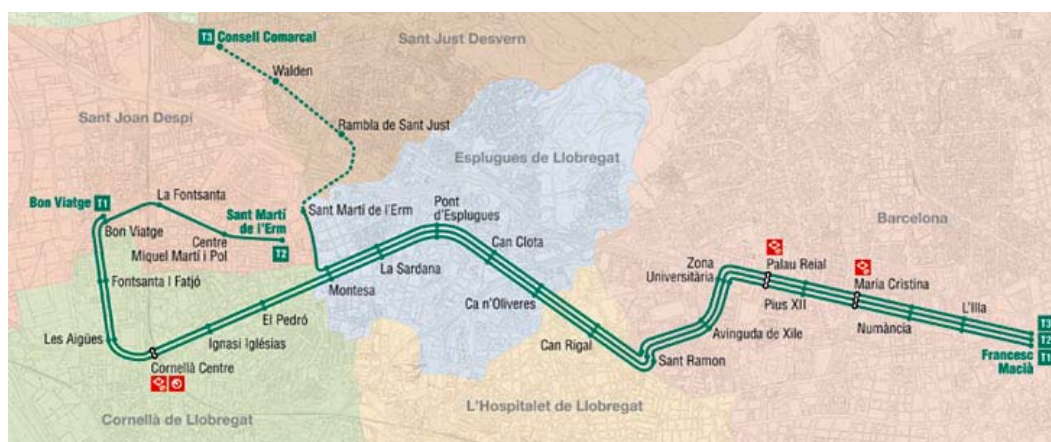 T3 Consell Comarcal
Sant Just Desvern
Walden
Sant Joan Despí
Rambla de Sant Just
Esplugues de Llobregat
La Fontsanta
Bon Viatge T1
Sant Martí
de l'Erm
T2
Sant Martí de l'Erm
Pont
d'Esplugues
Barcelona
Bon Viatge
Centre
Miquel Martí i Pol
Can Clota
La Sardana
Zona
Universitària
Palau Reial
Maria Cristina
Fontsanta I Fatjó
Montesa
Ca n'Oliveres
Pius XII
L'Illa
El Pedró
Numància
T3
T2
T1
Les Aigües
Ignasi Iglésias
Can Rigal
Avinguda de Xile
Francesc
Macià
Cornellà Centre
Sant Ramon
L'Hospitalet de Llobregat
Cornellà de Llobregat